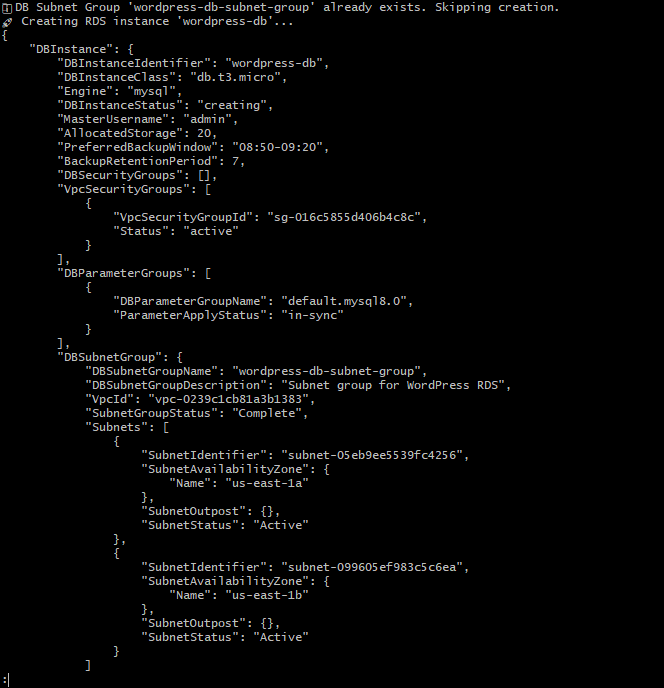 DB Subnet Group 'wordpress-db-subnet-group' already exists. Skipping creation.
🚀 Creating RDS instance 'wordpress-db'...
{
    "DBInstance": {
        "DBInstanceIdentifier": "wordpress-db",
        "DBInstanceClass": "db.t3.micro",
        "Engine": "mysql",
        "DBInstanceStatus": "creating",
        "MasterUsername": "admin",
        "AllocatedStorage": 20,
        "PreferredBackupWindow": "08:50-09:20",
        "BackupRetentionPeriod": 7,
        "DBSecurityGroups": [],
        "VpcSecurityGroups": [
            {
                "VpcSecurityGroupId": "sg-016c5855d406b4c8c",
                "Status": "active"
            }
        ],
        "DBParameterGroups": [
            {
                "DBParameterGroupName": "default.mysql8.0",
                "ParameterApplyStatus": "in-sync"
            }
        ],
        "DBSubnetGroup": {
            "DBSubnetGroupName": "wordpress-db-subnet-group",
            "DBSubnetGroupDescription": "Subnet group for WordPress RDS",
            "VpcId": "vpc-0239c1cb81a3b1383",
            "SubnetGroupStatus": "Complete",
            "Subnets": [
                {
                    "SubnetIdentifier": "subnet-05eb9ee5539fc4256",
                    "SubnetAvailabilityZone": {
                        "Name": "us-east-1a"
                    },
                    "SubnetOutpost": {},
                    "SubnetStatus": "Active"
                },
                {
                    "SubnetIdentifier": "subnet-099605ef983c5c6ea",
                    "SubnetAvailabilityZone": {
                        "Name": "us-east-1b"
                    },
                    "SubnetOutpost": {},
                    "SubnetStatus": "Active"
                }
            ]
: